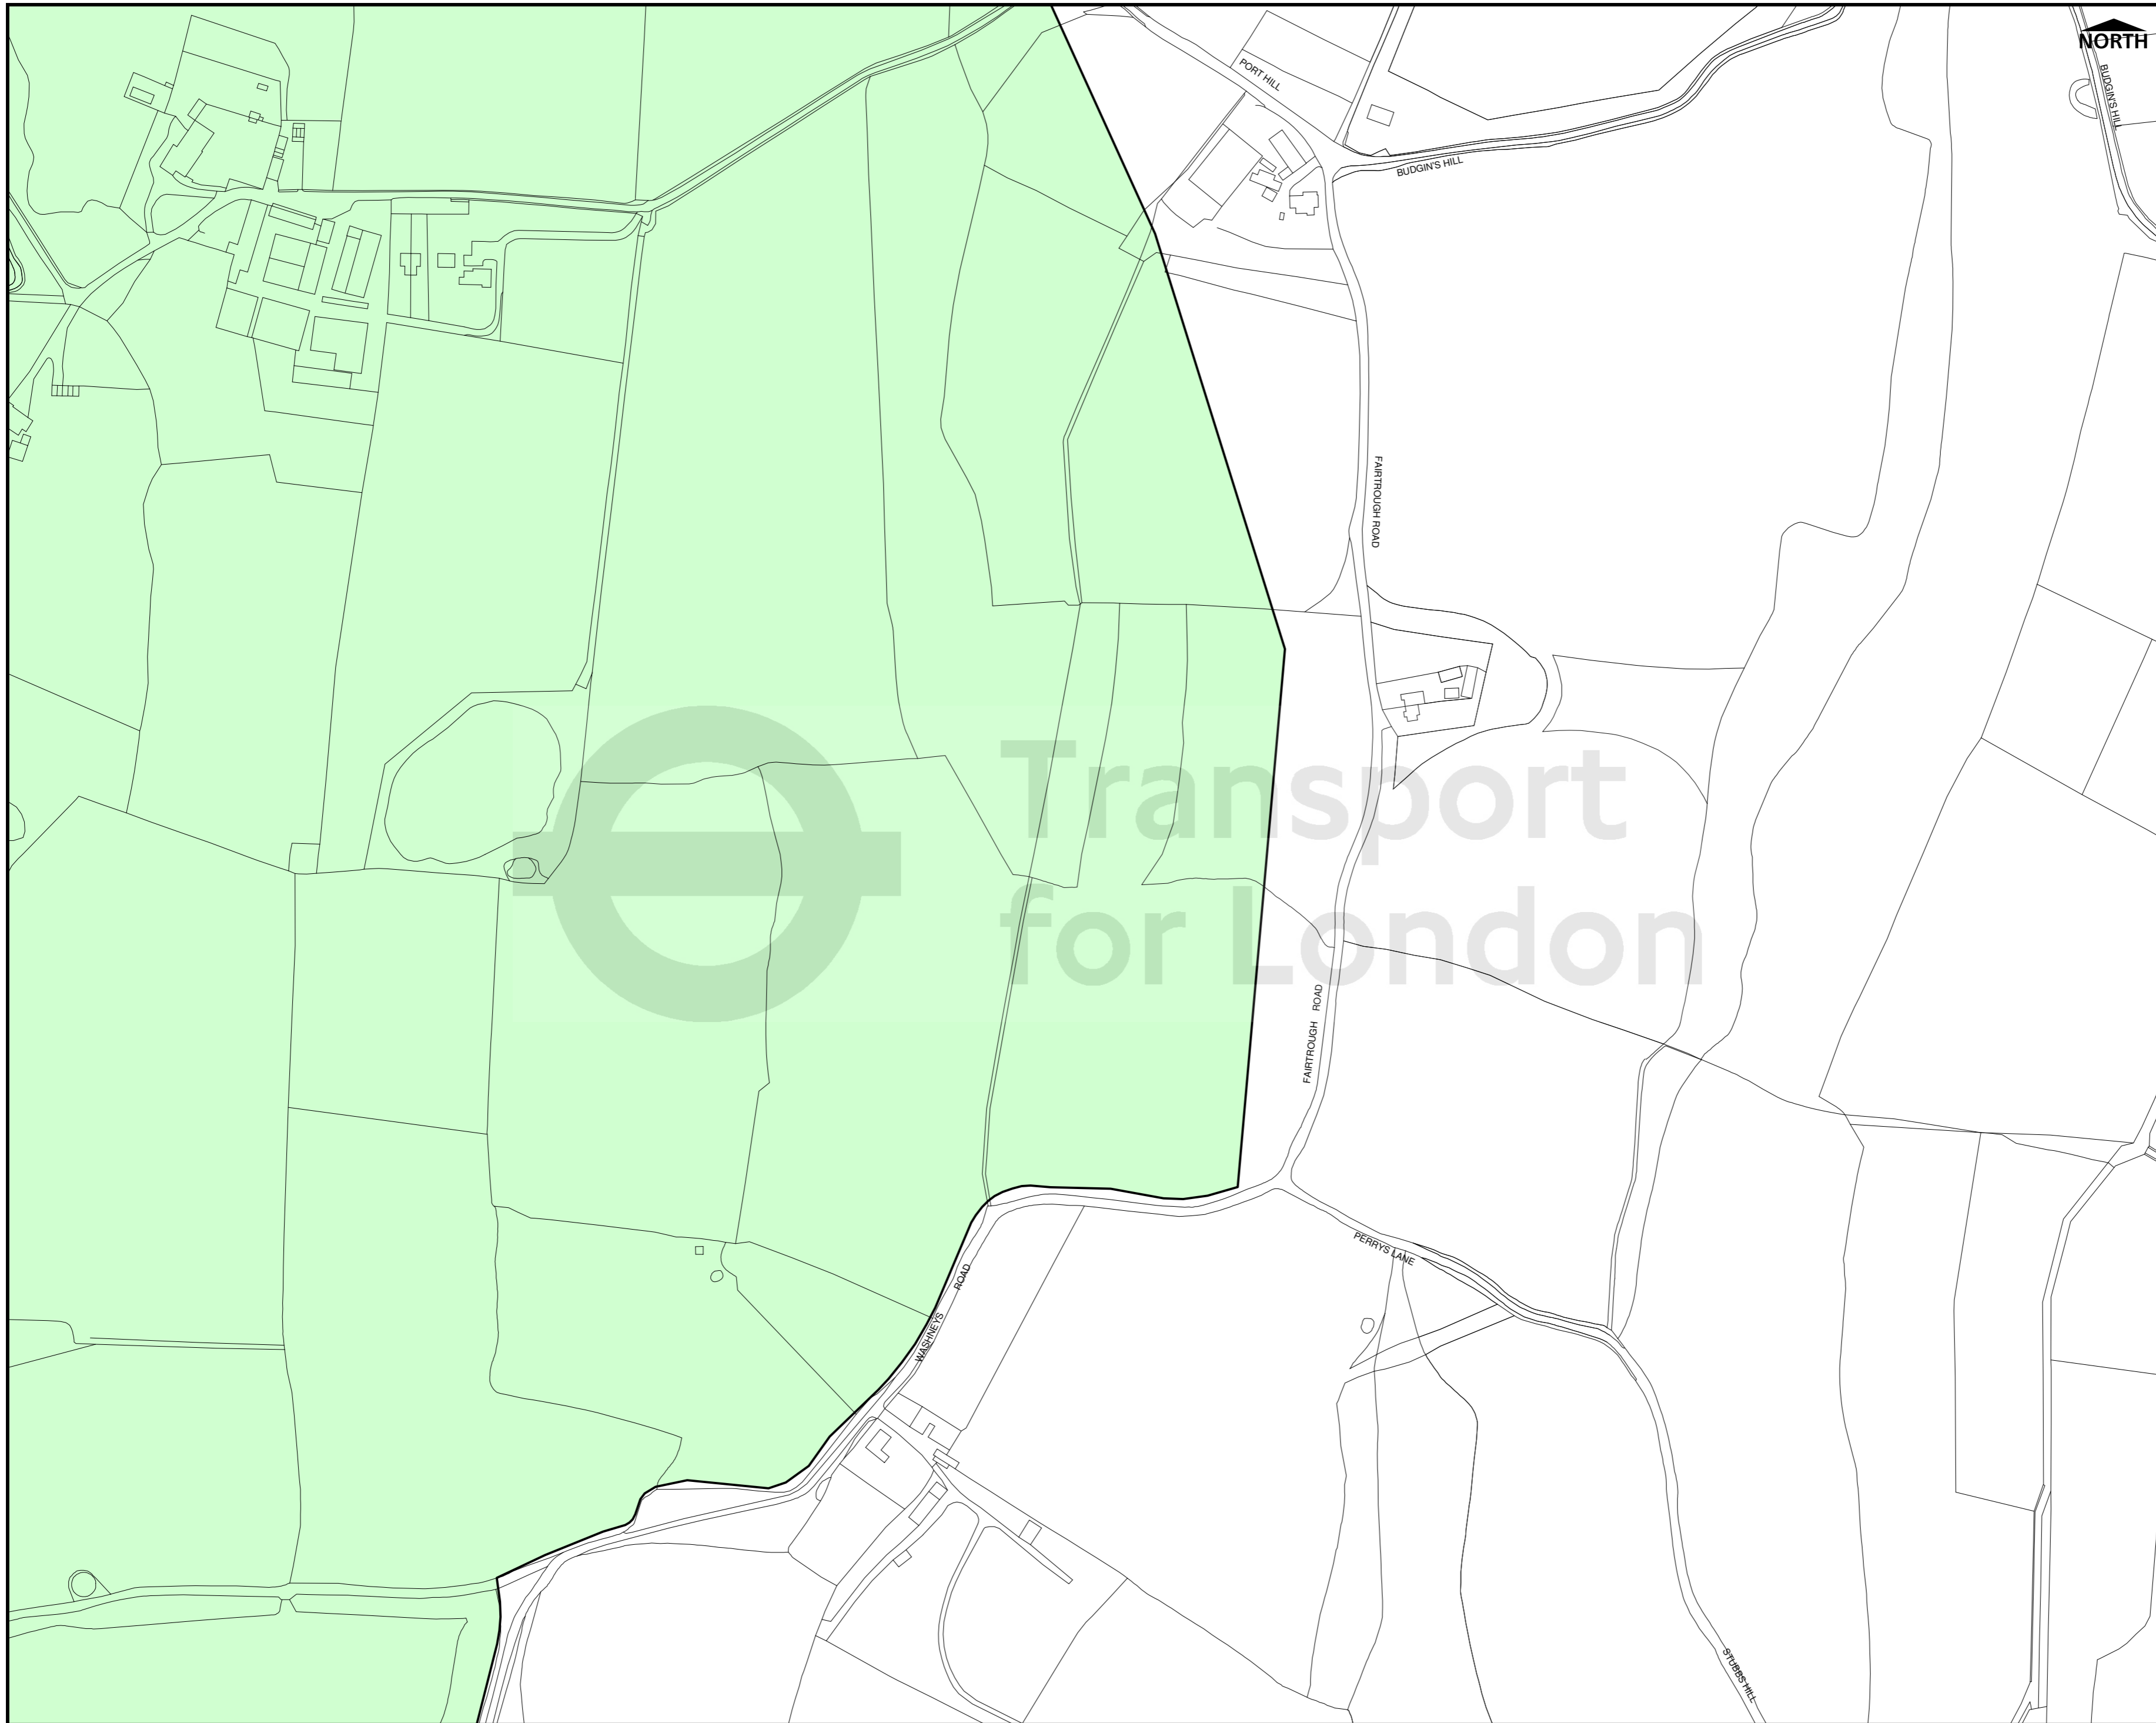 NORTH
PORT HILL
BUDGIN'S HILL
BUDGIN'S HILL
FAIRTROUGH ROAD
Transport
for London
FAIRTROUGH ROAD
PERRYS LANE
WASHNEYS ROAD
STUBBS HILL